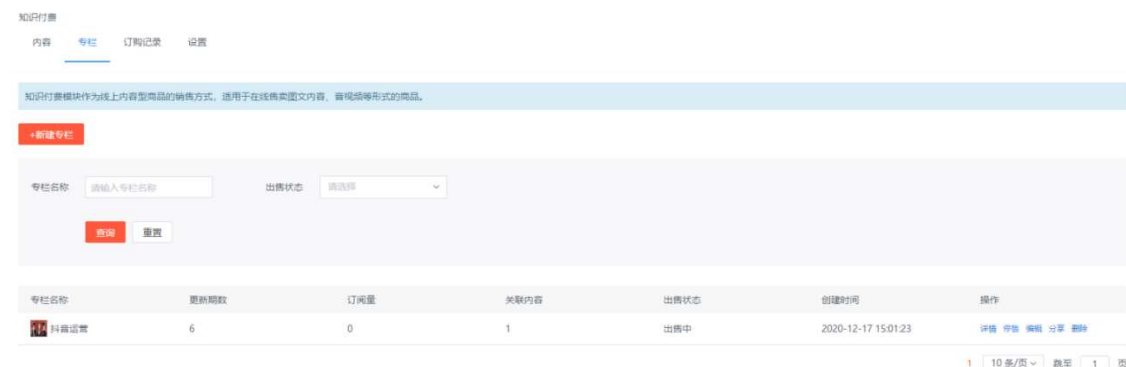 知识付费
内容 专栏 订购记录 设置
知识付费模块作为线上内容型商品的销售方式，适用于在线售卖图文内容、音视频等形式的商品。
+新建专栏
专栏名称 请输入专栏名称 出售状态 请选择
查询 重置
专栏名称 更新期数 订阅量 关联内容 出售状态 创建时间 操作
抖音运营 6 0 1 出售中 2020-12-17 15:01:23 详情 停售 编辑 分享 删除
1 10 条/页 跳至 1 页